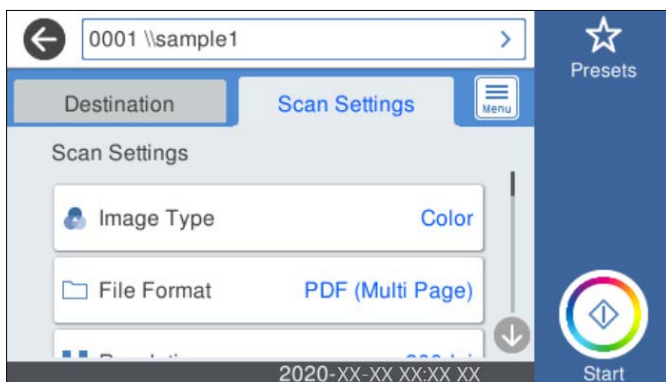 0001 \\sample1
Presets
Destination
Scan Settings
Menu
Scan Settings
Image Type
Color
File Format
PDF (Multi Page)
2020-XX-XX XX:XX XX
Start